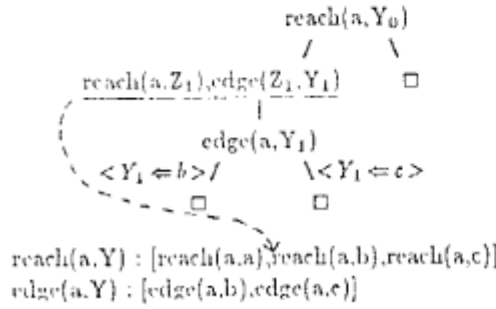 reach(a,Y₀)
reach(a,Z₁),edge(Z₁,Y₁)
edge(a,Y₁)
< Y₁ ⇐ b > < Y₁ ⇐ c >
reach(a,Y) : [reach(a,a),reach(a,b),reach(a,c)]
edge(a,Y) : [edge(a,b),edge(a,c)]